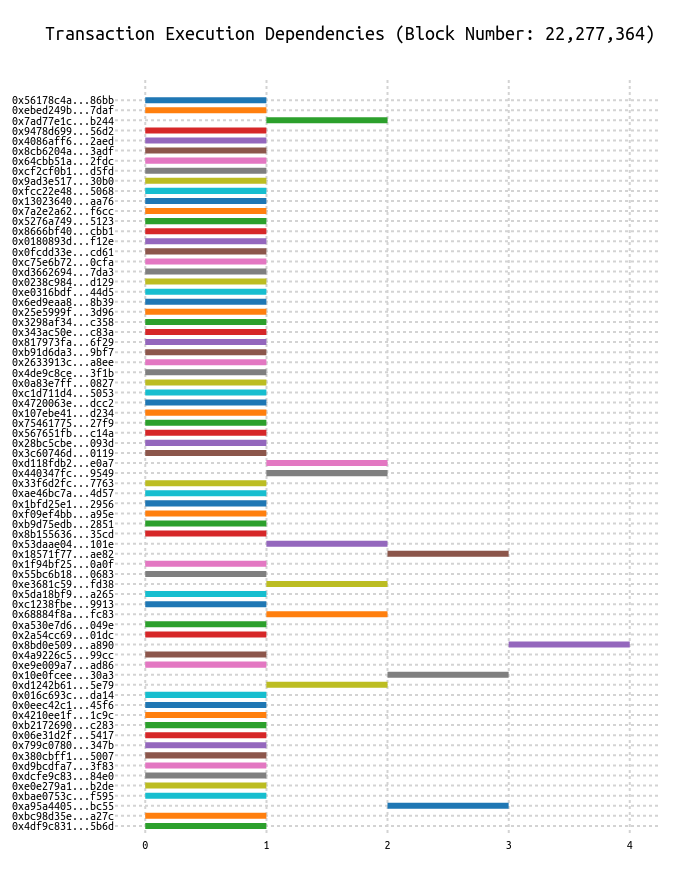 Transaction Execution Dependencies (Block Number: 22,277,364)
0x56178c4a...86bb
0xebed249b...7daf
0x7ad77e1c...b244
0x9478d699...56d2
0x4086aff6...2aed
0x8cb6204a...3adf
0x64cbb51a...2fdc
0xcf2cf0b1...d5fd
0x9ad3e517...30b0
0xfcc22e48...5068
0x13023640...aa76
0x7a2e2a62...f6cc
0x5276a749...5123
0x8666bf40...cbb1
0x0180893d...f12e
0x0fcdd33e...cd61
0xc75e6b72...0cfa
0xd3662694...7da3
0x0238c984...d129
0xe0316bdf...44d5
0x6ed9eaa8...8b39
0x25e5999f...3d96
0x3298af34...c358
0x343ac50e...c83a
0x817973fa...6f29
0xb91d6da3...9bf7
0x2633913c...a8ee
0x4de9c8ce...3f1b
0x0a83e7ff...0827
0xc1d711d4...5053
0x4720063e...dcc2
0x107ebe41...d234
0x75461775...27f9
0x567651fb...c14a
0x28bc5cbe...093d
0x3c60746d...0119
0xd118fdb2...e0a7
0x440347fc...9549
0x33f6d2fc...7763
0xae46bc7a...4d57
0x1bfd25e1...2956
0xf09ef4bb...a95e
0xb9d75edb...2851
0x8b155636...35cd
0x53daae04...101e
0x18571f77...ae82
0x1f94bf25...0a0f
0x55bc6b18...0683
0xe3681c59...fd38
0x5da18bf9...a265
0xc1238fbe...9913
0x68884f8a...fc83
0xa530e7d6...049e
0x2a54cc69...01dc
0x8bd0e509...a890
0x4a9226c5...99cc
0xe9e009a7...ad86
0x10e0fcee...30a3
0xd1242b61...5e79
0x016c693c...da14
0x0eec42c1...45f6
0x4210ee1f...1c9c
0xb2172690...c283
0x06e31d2f...5417
0x799c0780...347b
0x380cbff1...5007
0xd9bcdfa7...3f83
0xdcfe9c83...84e0
0xe0e279a1...b2de
0xbae0753c...f595
0xa95a4405...bc55
0xbc98d35e...a27c
0x4df9c831...5b6d
0 1 2 3 4